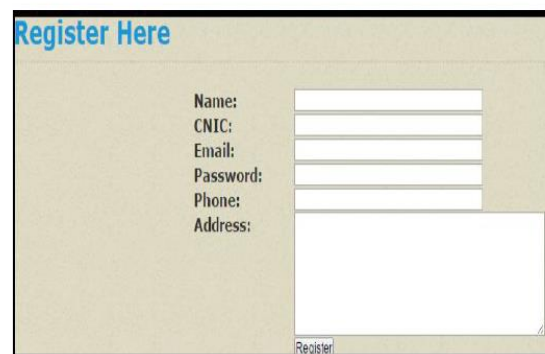 Register Here
Name:
CNIC:
Email:
Password:
Phone:
Address:
Register